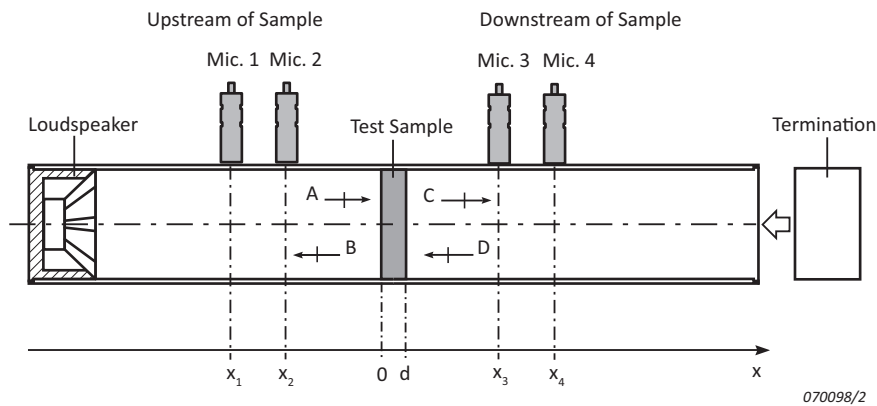 Upstream of Sample
Downstream of Sample
Mic. 1 Mic. 2
Mic. 3 Mic. 4
Loudspeaker
Test Sample
Termination
A
C
B
D
x₁ x₂ 0 d x₃ x₄ x
070098/2